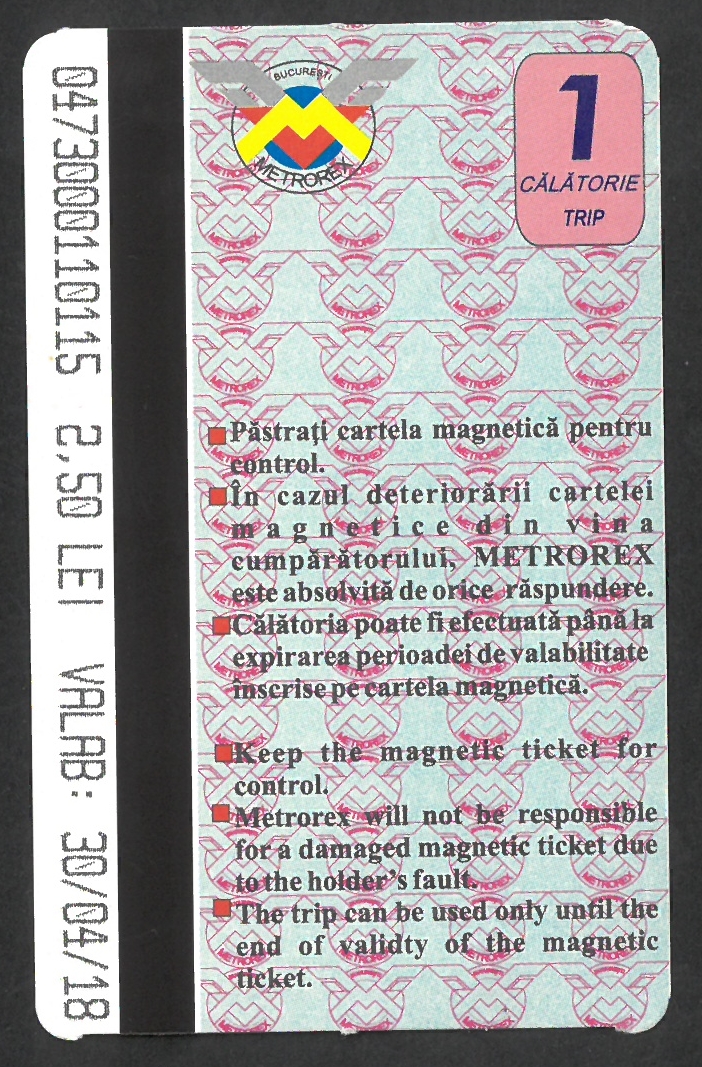 0473000110115 2,50 LEI VALAB: 30/04/18
BUCUREȘTI
METROREX
1
CĂLĂTORIE
TRIP
Păstrați cartela magnetică pentru
control.
În cazul deteriorării cartelei
magnetice din vina
cumpărătorului, METROREX
este absolvită de orice răspundere.
Călătoria poate fi efectuată până la
expirarea perioadei de valabilitate
înscrise pe cartela magnetică.
Keep the magnetic ticket for
control.
Metrorex will not be responsible
for a damaged magnetic ticket due
to the holder's fault.
The trip can be used only until the
end of validty of the magnetic
ticket.